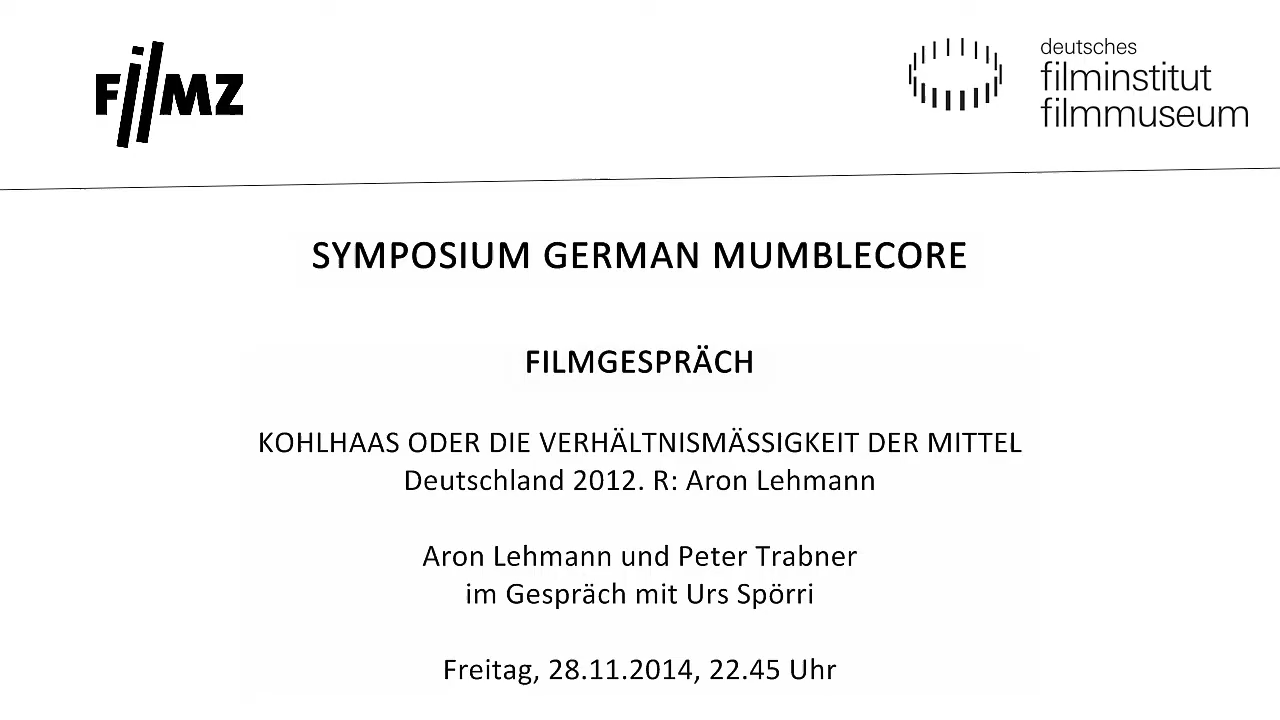 FiLMZ
deutsches
filminstitut
filmmuseum
SYMPOSIUM GERMAN MUMBLECORE
FILMGESPRÄCH
KOHLHAAS ODER DIE VERHÄLTNISMÄSSIGKEIT DER MITTEL
Deutschland 2012. R: Aron Lehmann
Aron Lehmann und Peter Trabner
im Gespräch mit Urs Spörri
Freitag, 28.11.2014, 22.45 Uhr